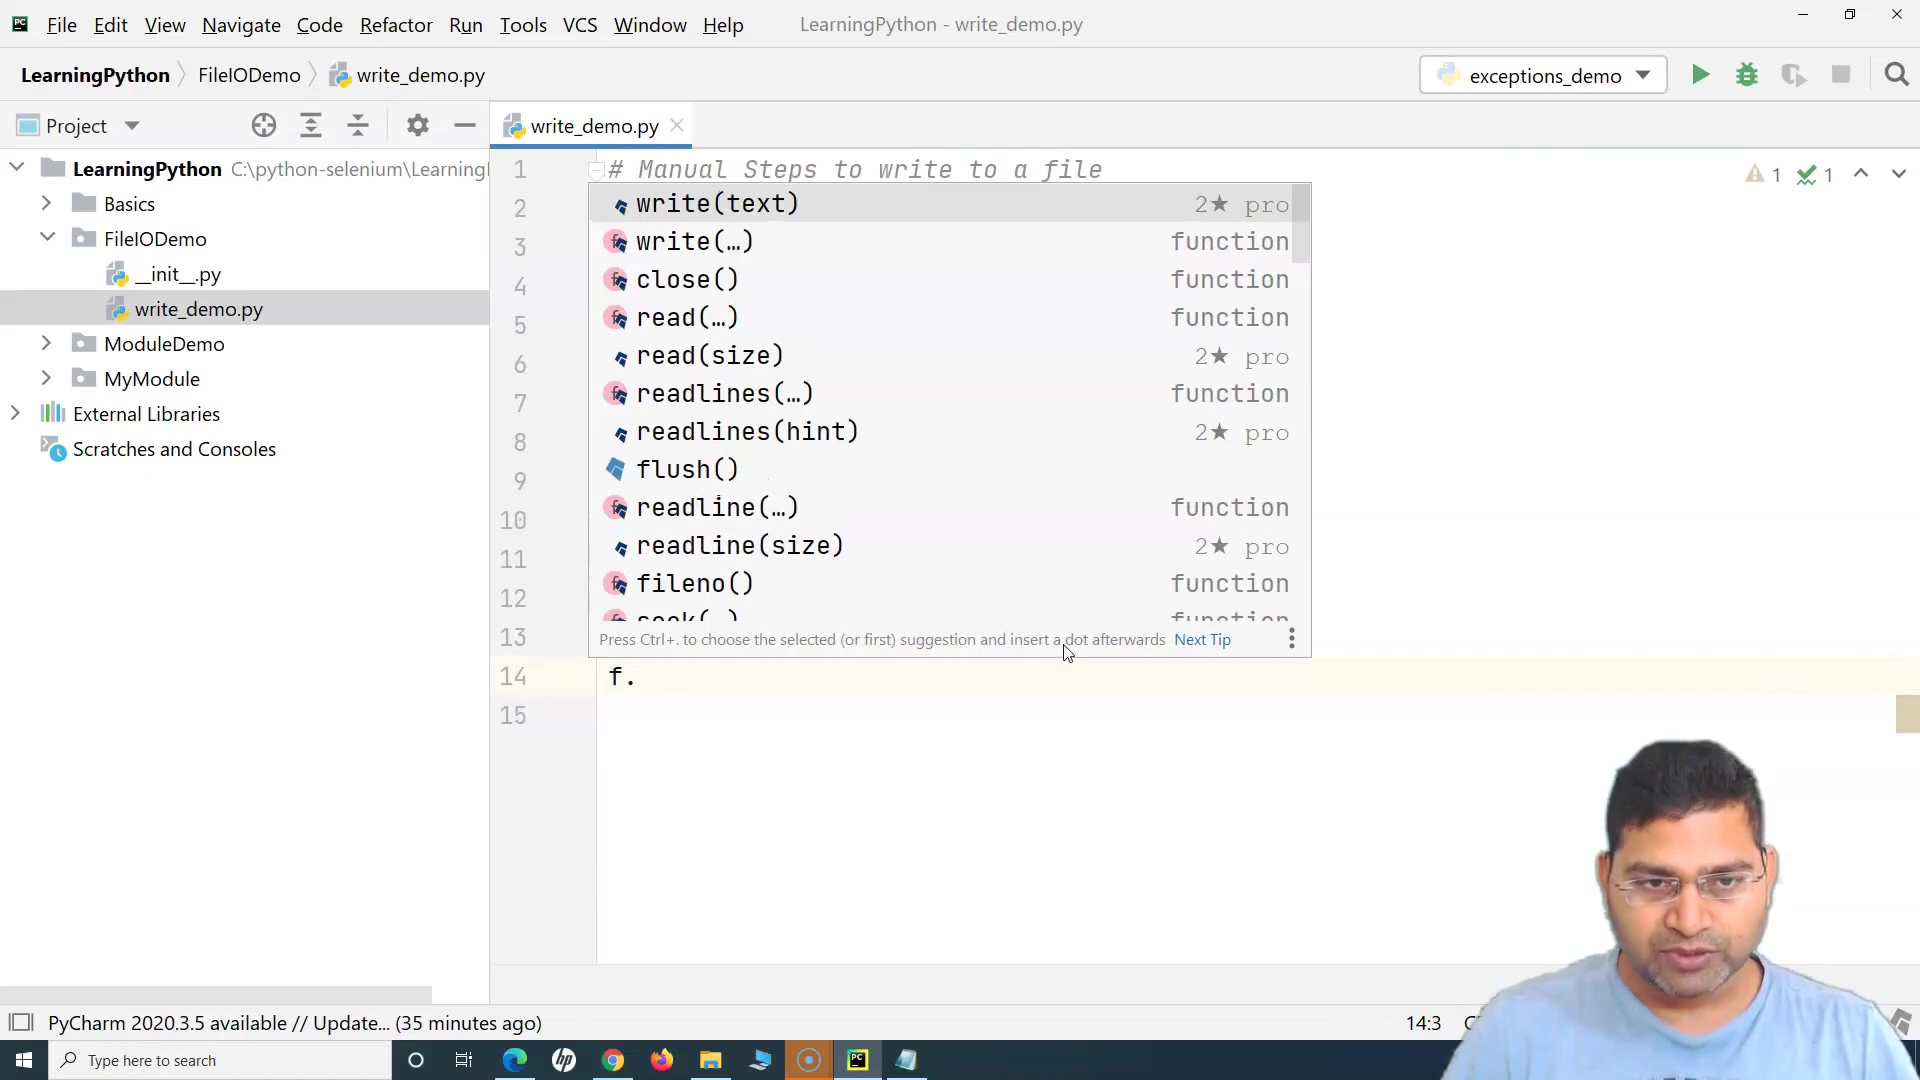 File Edit View Navigate Code Refactor Run Tools VCS Window Help LearningPython - write_demo.py
LearningPython FileIODemo write_demo.py exceptions_demo
Project write_demo.py
LearningPython C:\python-selenium\Learning
Basics
FileIODemo
__init__.py
write_demo.py
ModuleDemo
MyModule
External Libraries
Scratches and Consoles
1 # Manual Steps to write to a file 1 1
2 write(text) 2★ pro
3 write(…) function
4 close() function
5 read(…) function
6 read(size) 2★ pro
7 readlines(…) function
8 readlines(hint) 2★ pro
9 flush()
10 readline(…) function
11 readline(size) 2★ pro
12 fileno() function
seek(…) function
13 Press Ctrl+. to choose the selected (or first) suggestion and insert a dot afterwards Next Tip
14 f.
15
PyCharm 2020.3.5 available // Update... (35 minutes ago) 14:3
Type here to search